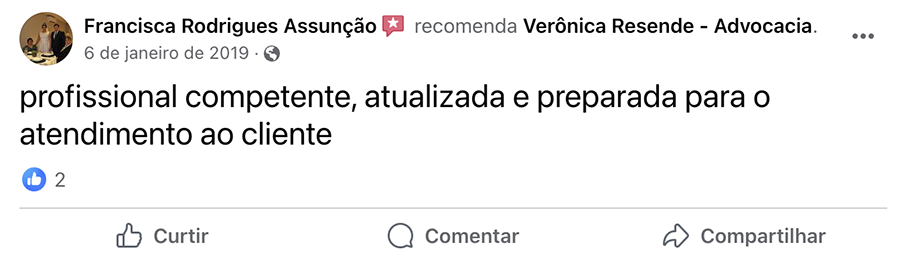 Francisca Rodrigues Assunção recomenda Verônica Resende - Advocacia.
6 de janeiro de 2019 ·
profissional competente, atualizada e preparada para o
atendimento ao cliente
2
Curtir Comentar Compartilhar